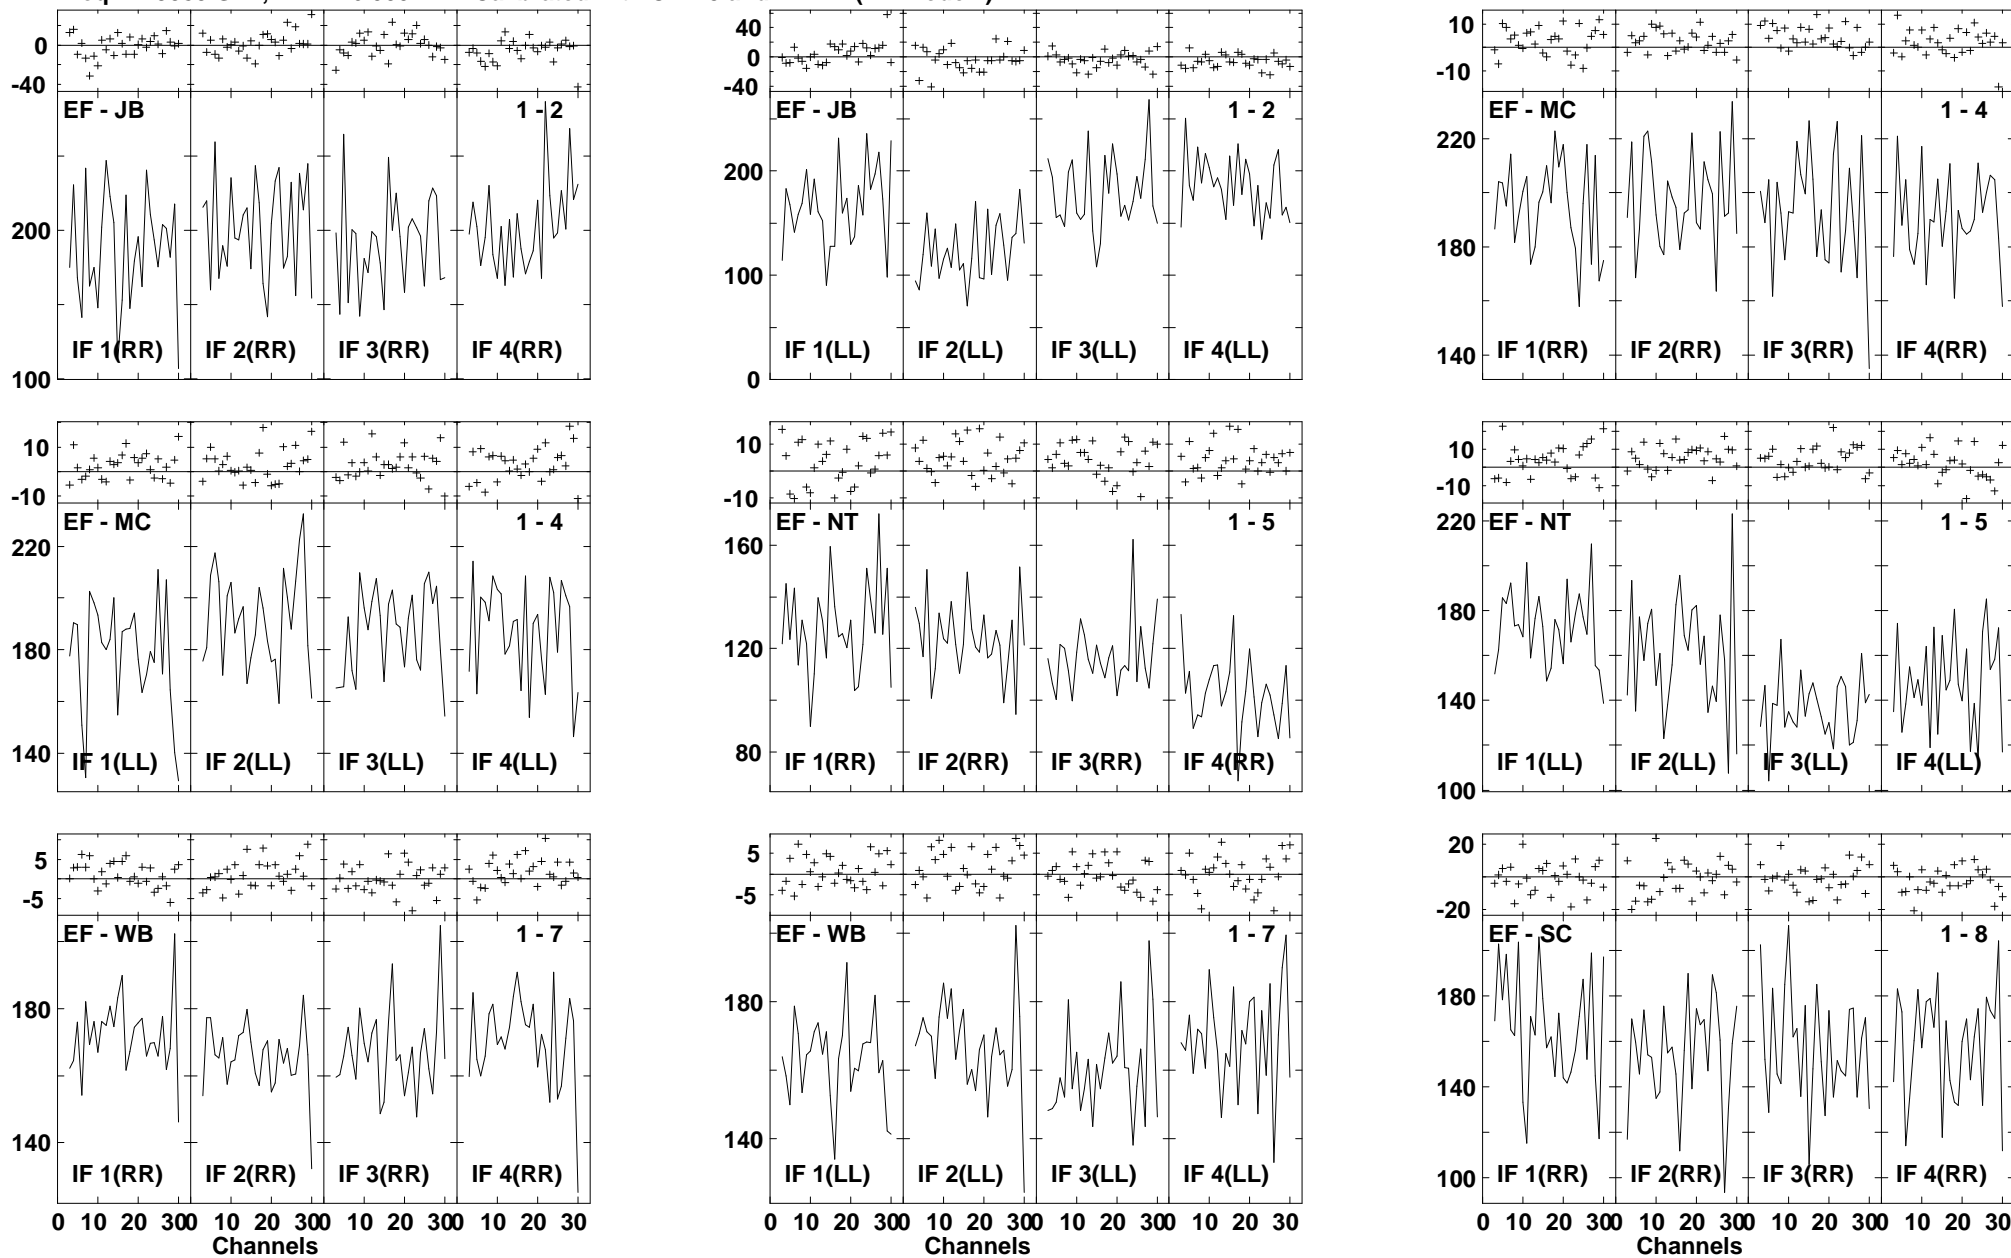 0
-40
EF - JB
1 - 2
200
100
IF 1(RR)
IF 2(RR)
IF 3(RR)
IF 4(RR)
40
0
-40
EF - JB
1 - 2
200
100
0
IF 1(LL)
IF 2(LL)
IF 3(LL)
IF 4(LL)
10
-10
EF - MC
1 - 4
220
180
140
IF 1(RR)
IF 2(RR)
IF 3(RR)
IF 4(RR)
10
-10
EF - MC
1 - 4
220
180
140
IF 1(LL)
IF 2(LL)
IF 3(LL)
IF 4(LL)
10
-10
EF - NT
1 - 5
160
120
80
IF 1(RR)
IF 2(RR)
IF 3(RR)
IF 4(RR)
10
-10
EF - NT
1 - 5
220
180
140
100
IF 1(LL)
IF 2(LL)
IF 3(LL)
IF 4(LL)
5
-5
EF - WB
1 - 7
180
140
IF 1(RR)
IF 2(RR)
IF 3(RR)
IF 4(RR)
0 10 20 300 10 20 300 10 20 300 10 20 30
Channels
5
-5
EF - WB
1 - 7
180
140
IF 1(LL)
IF 2(LL)
IF 3(LL)
IF 4(LL)
0 10 20 300 10 20 300 10 20 300 10 20 30
Channels
20
-20
EF - SC
1 - 8
180
140
100
IF 1(RR)
IF 2(RR)
IF 3(RR)
IF 4(RR)
0 10 20 300 10 20 300 10 20 300 10 20 30
Channels